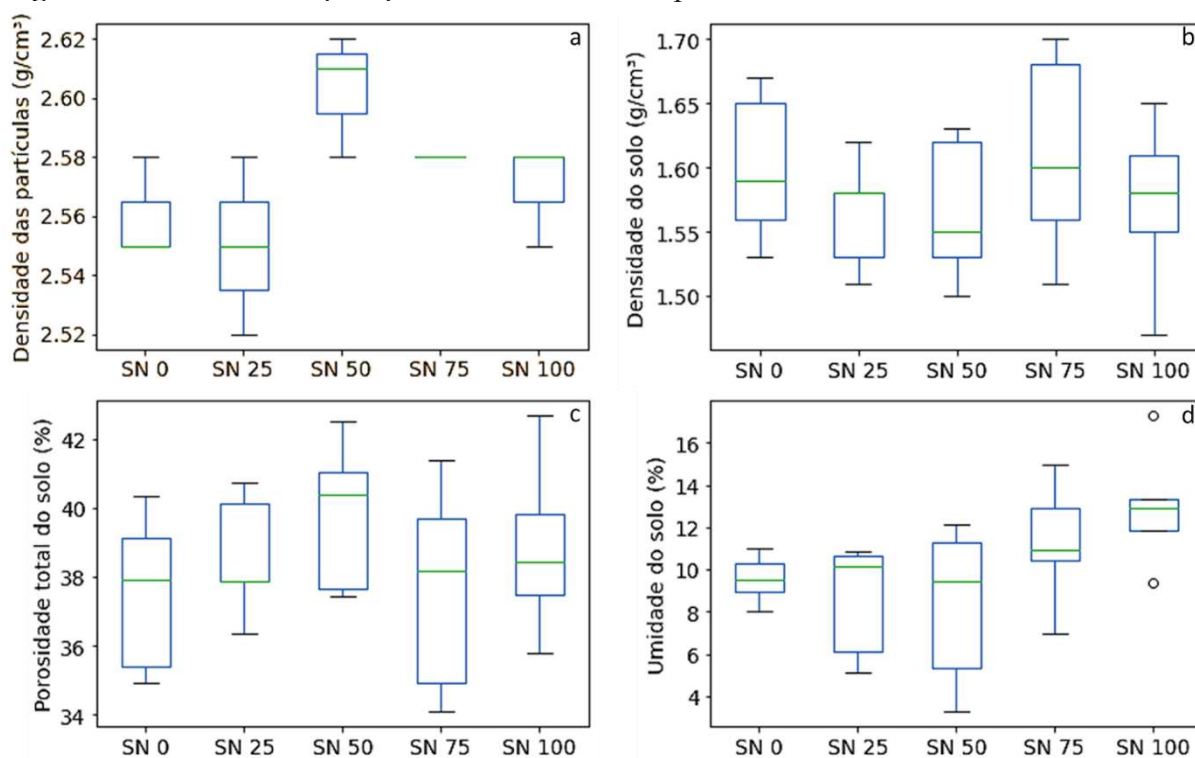 a
Densidade das partículas (g/cm³)
2.62
2.60
2.58
2.56
2.54
2.52
SN 0 SN 25 SN 50 SN 75 SN 100
b
Densidade do solo (g/cm³)
1.70
1.65
1.60
1.55
1.50
SN 0 SN 25 SN 50 SN 75 SN 100
c
Porosidade total do solo (%)
42
40
38
36
34
SN 0 SN 25 SN 50 SN 75 SN 100
d
Umidade do solo (%)
16
14
12
10
8
6
4
SN 0 SN 25 SN 50 SN 75 SN 100